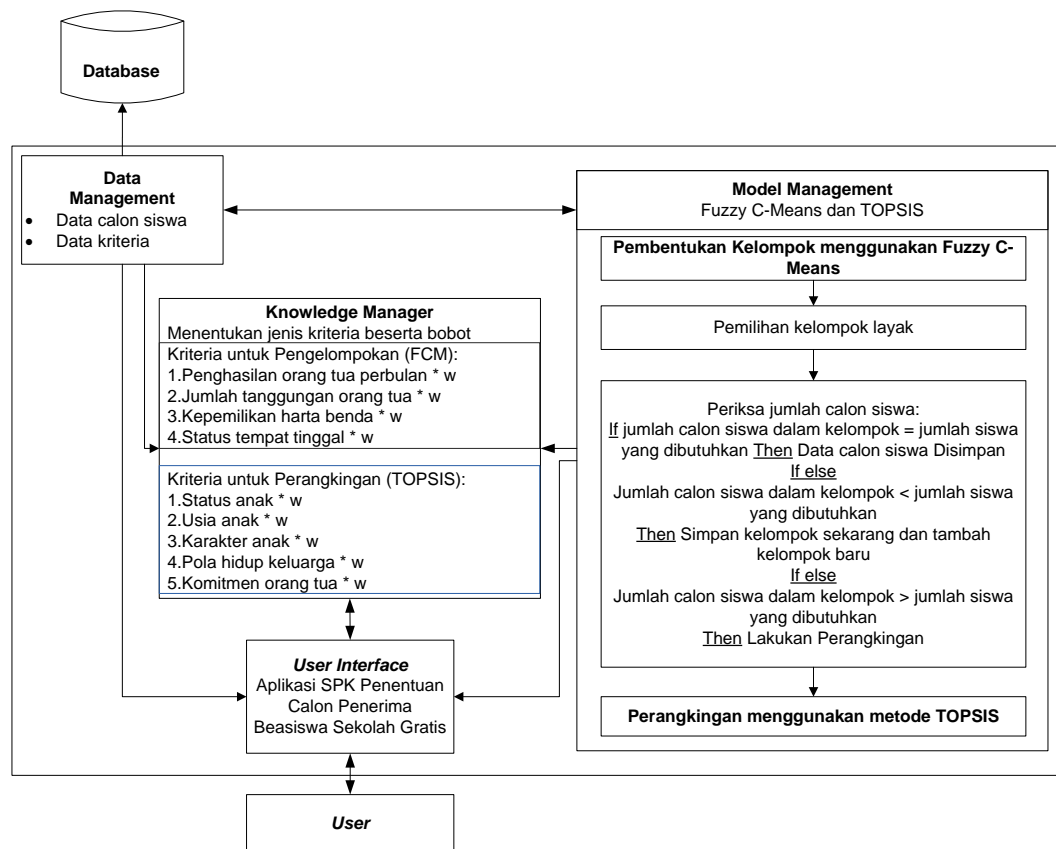 Database
Data
Management
• Data calon siswa
• Data kriteria
Model Management
Fuzzy C-Means dan TOPSIS
Pembentukan Kelompok menggunakan Fuzzy C-
Means
Pemilihan kelompok layak
Periksa jumlah calon siswa:
If jumlah calon siswa dalam kelompok = jumlah siswa
yang dibutuhkan Then Data calon siswa Disimpan
If else
Jumlah calon siswa dalam kelompok < jumlah siswa
yang dibutuhkan
Then Simpan kelompok sekarang dan tambah
kelompok baru
If else
Jumlah calon siswa dalam kelompok > jumlah siswa
yang dibutuhkan
Then Lakukan Perangkingan
Perangkingan menggunakan metode TOPSIS
Knowledge Manager
Menentukan jenis kriteria beserta bobot
Kriteria untuk Pengelompokan (FCM):
1.Penghasilan orang tua perbulan * w
2.Jumlah tanggungan orang tua * w
3.Kepemilikan harta benda * w
4.Status tempat tinggal * w
Kriteria untuk Perangkingan (TOPSIS):
1.Status anak * w
2.Usia anak * w
3.Karakter anak * w
4.Pola hidup keluarga * w
5.Komitmen orang tua * w
User Interface
Aplikasi SPK Penentuan
Calon Penerima
Beasiswa Sekolah Gratis
User